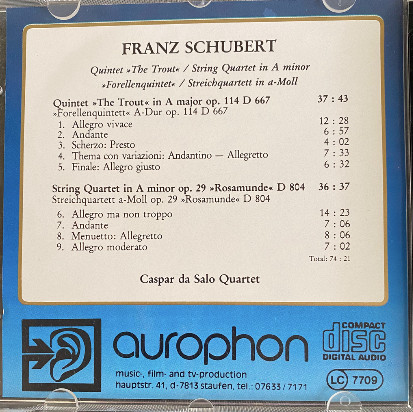 FRANZ SCHUBERT
Quintet »The Trout« / String Quartet in A minor
»Forellenquintet« / Streichquartett in a-Moll
Quintet »The Trout« in A major op. 114 D 667 37 : 43
»Forellenquintett« A-Dur op. 114 D 667
1. Allegro vivace 12 : 28
2. Andante 6 : 57
3. Scherzo: Presto 4 : 02
4. Thema con variazioni: Andantino — Allegretto 7 : 33
5. Finale: Allegro giusto 6 : 32
String Quartet in A minor op. 29 »Rosamunde« D 804 36 : 37
Streichquartett a-Moll op. 29 »Rosamunde« D 804
6. Allegro ma non troppo 14 : 23
7. Andante 7 : 06
8. Menuetto: Allegretto 8 : 06
9. Allegro moderato 7 : 02
Total: 74 : 21
Caspar da Salo Quartet
aurophon
COMPACT
disc
DIGITAL AUDIO
music-, film- and tv-production
hauptstr. 41, d-7813 staufen, tel.: 07633/7171
LC 7709